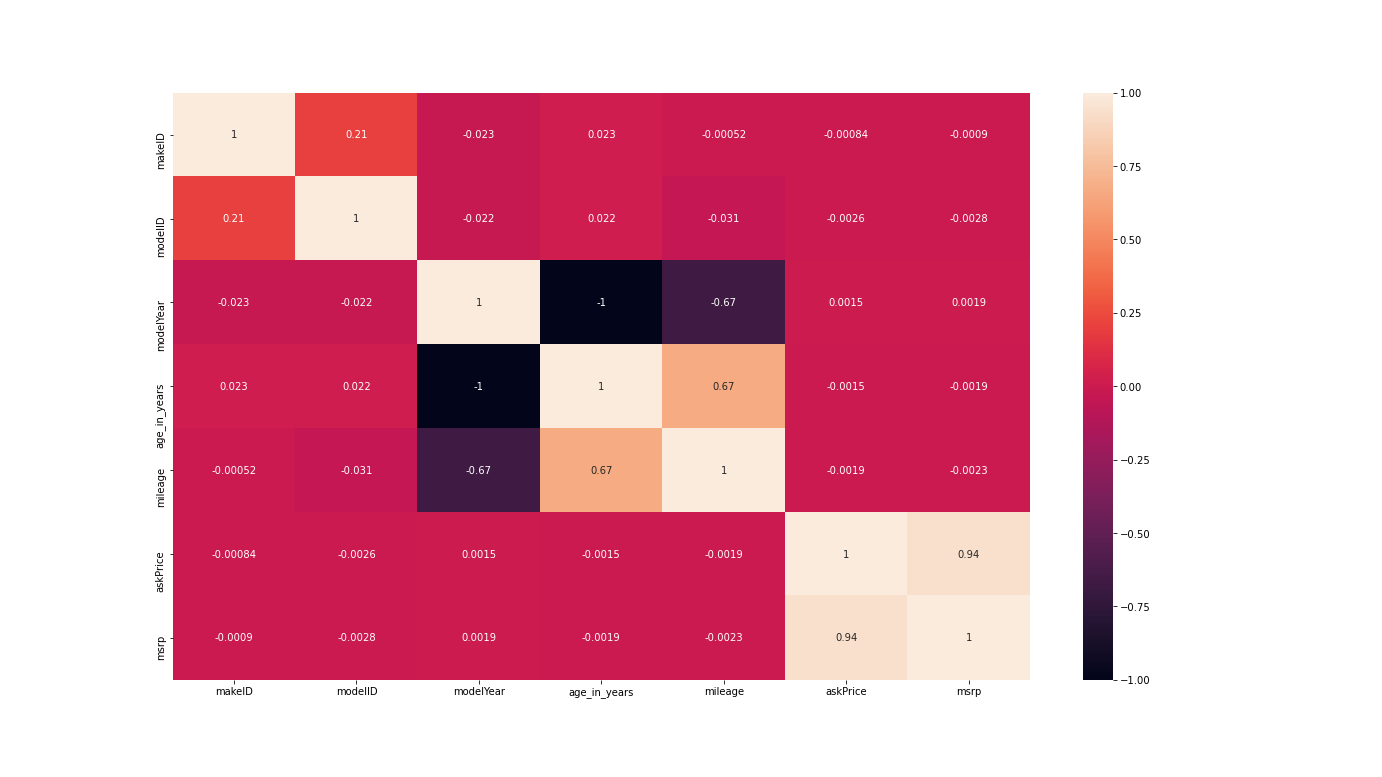 makeID 1 0.21 -0.023 0.023 -0.00052 -0.00084 -0.0009
modelID 0.21 1 -0.022 0.022 -0.031 -0.0026 -0.0028
modelYear -0.023 -0.022 1 -1 -0.67 0.0015 0.0019
age_in_years 0.023 0.022 -1 1 0.67 -0.0015 -0.0019
mileage -0.00052 -0.031 -0.67 0.67 1 -0.0019 -0.0023
askPrice -0.00084 -0.0026 0.0015 -0.0015 -0.0019 1 0.94
msrp -0.0009 -0.0028 0.0019 -0.0019 -0.0023 0.94 1
makeID modelID modelYear age_in_years mileage askPrice msrp
1.00
0.75
0.50
0.25
0.00
−0.25
−0.50
−0.75
−1.00